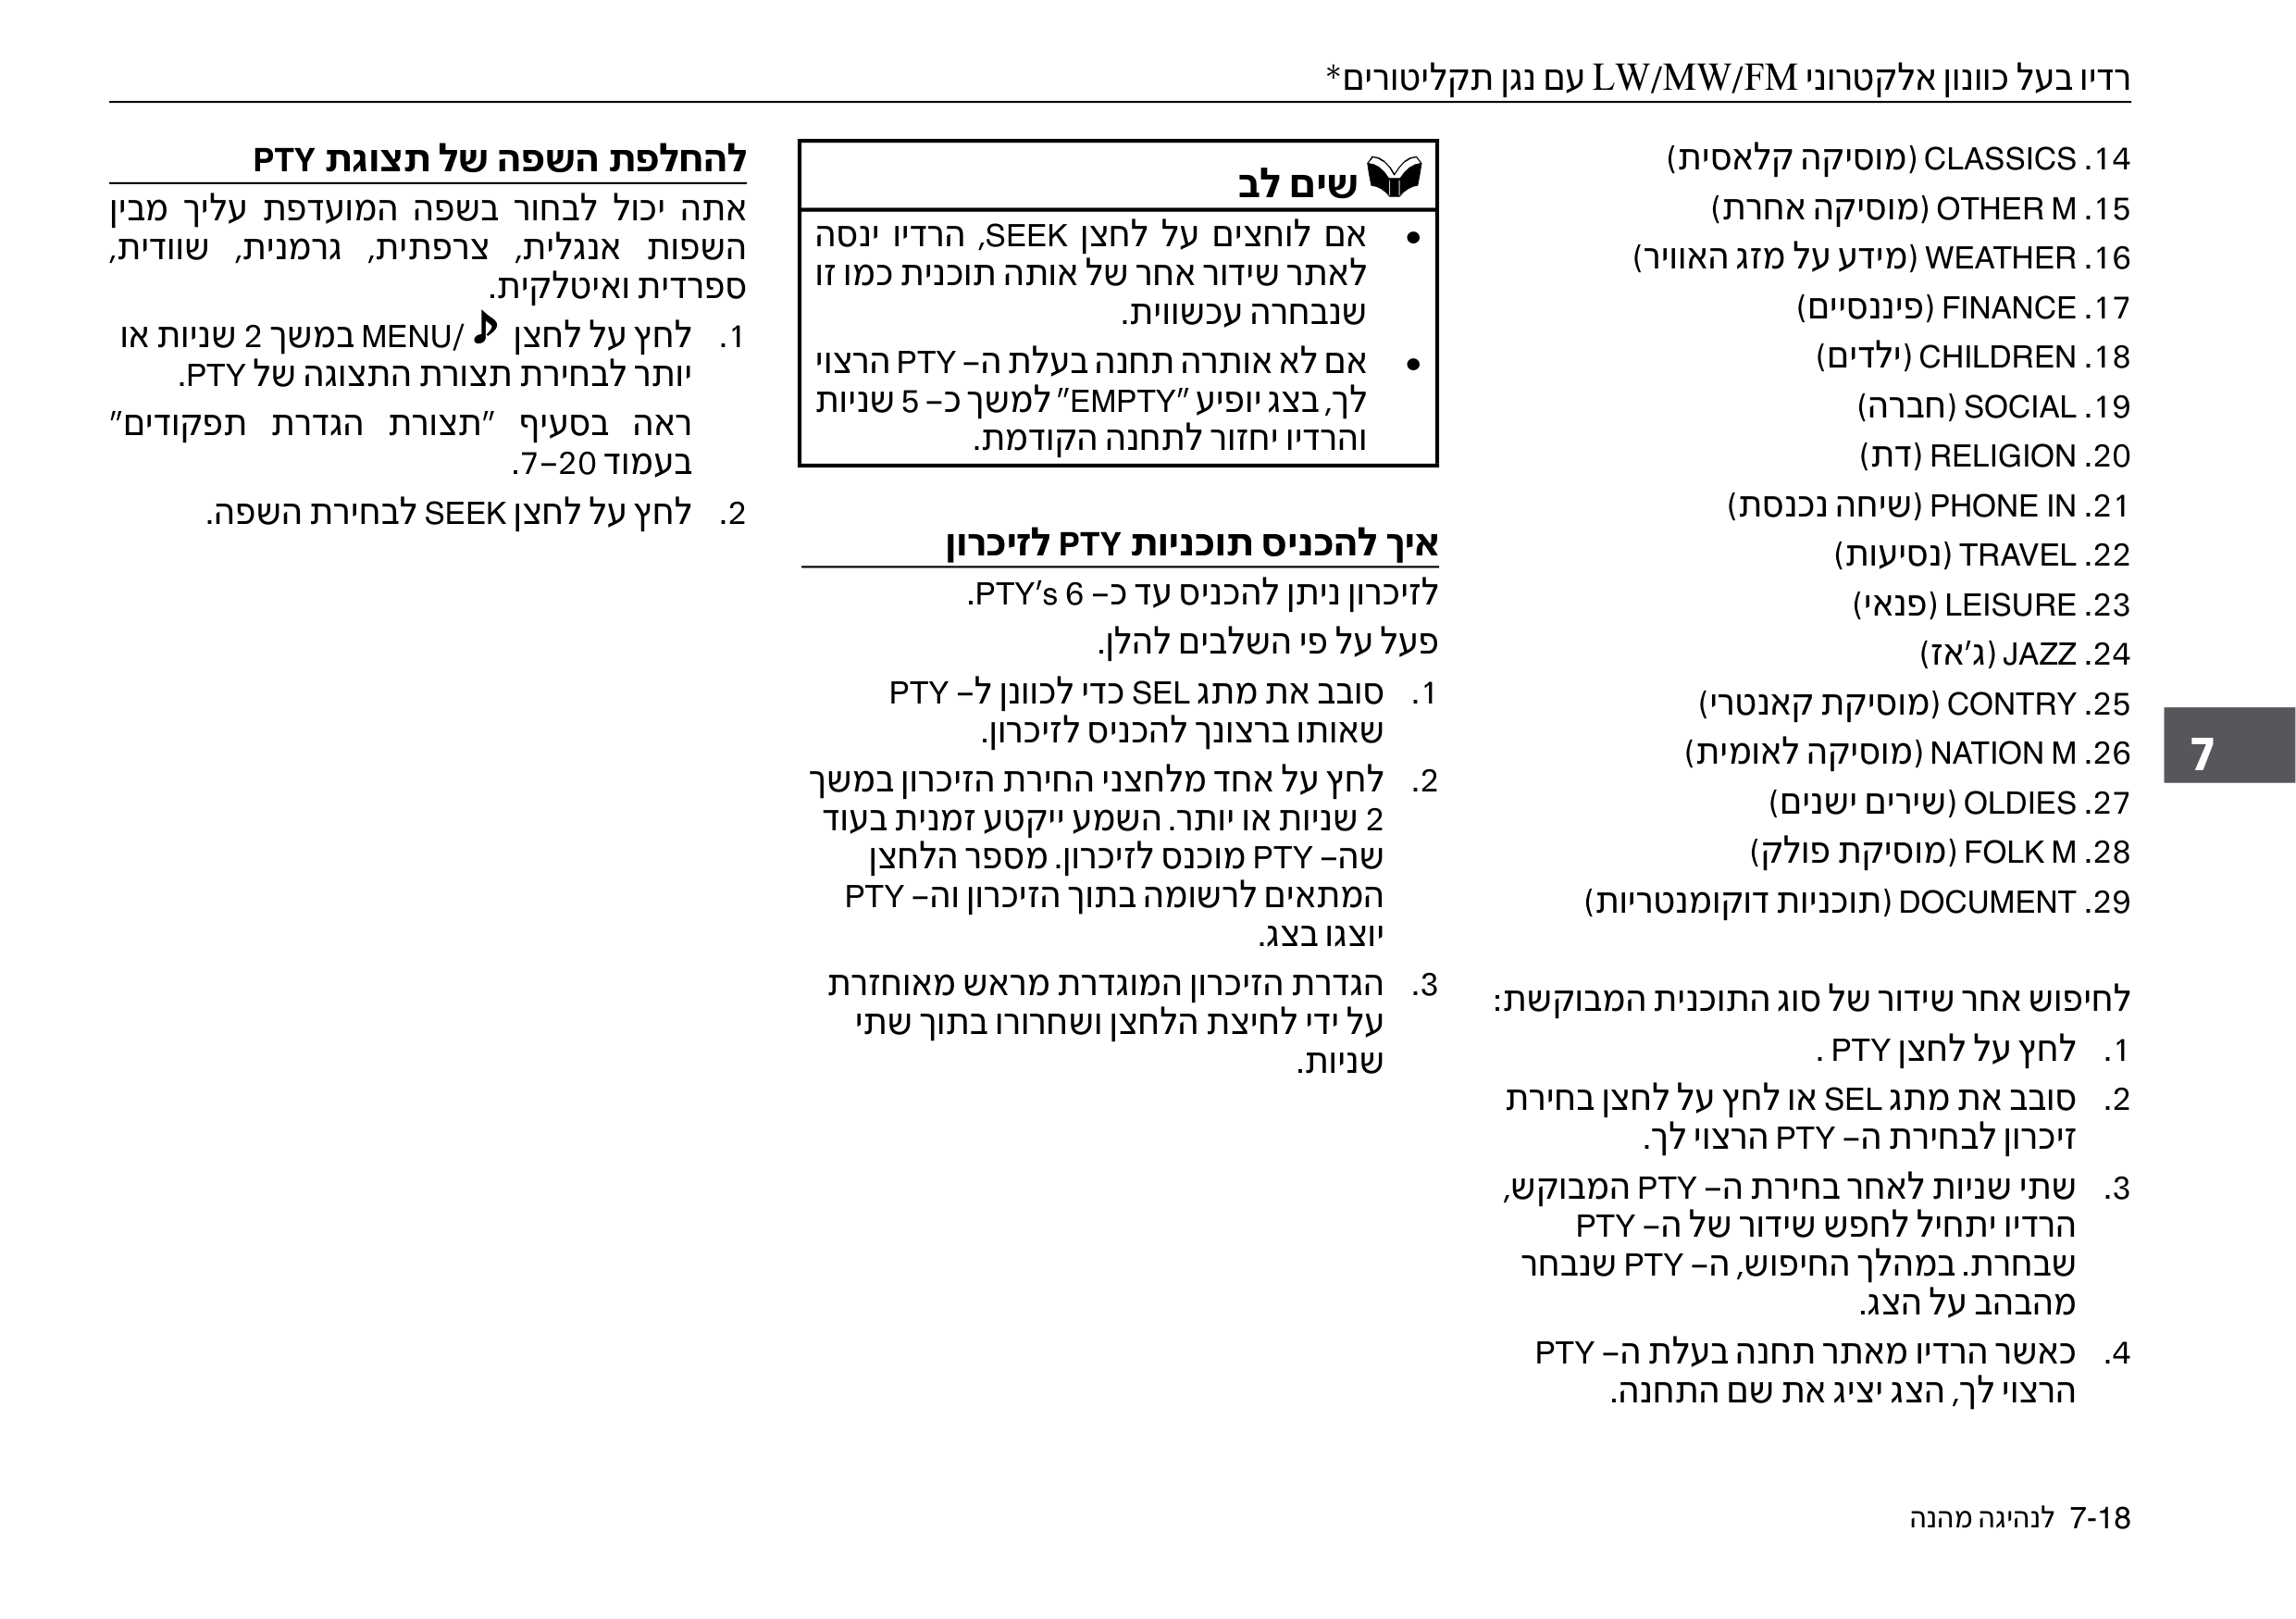 רדיו בעל כוונון אלקטרוני LW/MW/FM עם נגן תקליטורים*
14. CLASSICS (מוסיקה קלאסית)
15. OTHER M (מוסיקה אחרת)
16. WEATHER (מידע על מזג האוויר)
17. FINANCE (פיננסיים)
18. CHILDREN (ילדים)
19. SOCIAL (חברה)
20. RELIGION (דת)
21. PHONE IN (שיחה נכנסת)
22. TRAVEL (נסיעות)
23. LEISURE (פנאי)
24. JAZZ (ג'אז)
25. CONTRY (מוסיקת קאנטרי)
26. NATION M (מוסיקה לאומית)
27. OLDIES (שירים ישנים)
28. FOLK M (מוסיקת פולק)
29. DOCUMENT (תוכניות דוקומנטריות)
לחיפוש אחר שידור של סוג התוכנית המבוקשת:
1. לחץ על לחצן PTY .
2. סובב את מתג SEL או לחץ על לחצן בחירת
זיכרון לבחירת ה– PTY הרצוי לך.
3. שתי שניות לאחר בחירת ה– PTY המבוקש,
הרדיו יתחיל לחפש שידור של ה– PTY
שבחרת. במהלך החיפוש, ה– PTY שנבחר
מהבהב על הצג.
4. כאשר הרדיו מאתר תחנה בעלת ה– PTY
הרצוי לך, הצג יציג את שם התחנה.
שים לב
● אם לוחצים על לחצן SEEK, הרדיו ינסה
לאתר שידור אחר של אותה תוכנית כמו זו
שנבחרה עכשווית.
● אם לא אותרה תחנה בעלת ה– PTY הרצוי
לך, בצג יופיע "EMPTY" למשך כ– 5 שניות
והרדיו יחזור לתחנה הקודמת.
איך להכניס תוכניות PTY לזיכרון
לזיכרון ניתן להכניס עד כ– 6 PTY's.
פעל על פי השלבים להלן.
1. סובב את מתג SEL כדי לכוונן ל– PTY
שאותו ברצונך להכניס לזיכרון.
2. לחץ על אחד מלחצני החירת הזיכרון במשך
2 שניות או יותר. השמע ייקטע זמנית בעוד
שה– PTY מוכנס לזיכרון. מספר הלחצן
המתאים לרשומה בתוך הזיכרון וה– PTY
יוצגו בצג.
3. הגדרת הזיכרון המוגדרת מראש מאוחזרת
על ידי לחיצת הלחצן ושחרורו בתוך שתי
שניות.
להחלפת השפה של תצוגת PTY
אתה יכול לבחור בשפה המועדפת עליך מבין
השפות אנגלית, צרפתית, גרמנית, שוודית,
ספרדית ואיטלקית.
1. לחץ על לחצן ♪ /MENU במשך 2 שניות או
יותר לבחירת תצורת התצוגה של PTY.
ראה בסעיף "תצורת הגדרת תפקודים"
בעמוד 7–20.
2. לחץ על לחצן SEEK לבחירת השפה.
7
7-18 לנהיגה מהנה